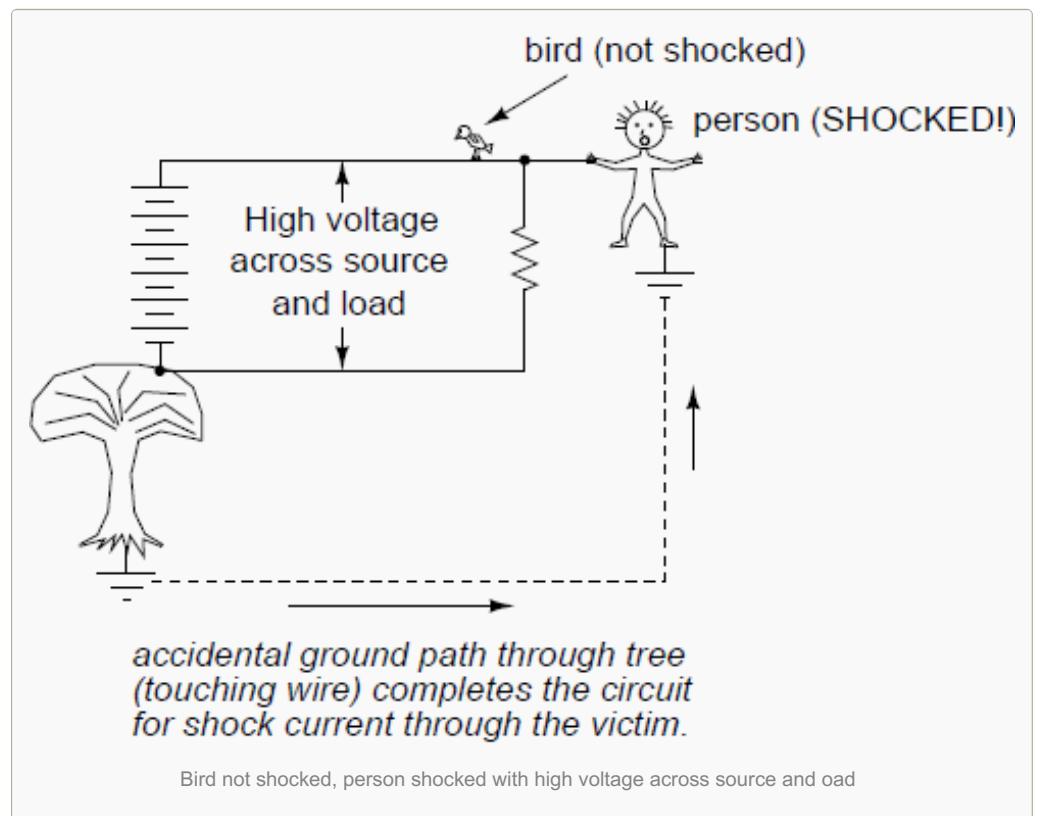 bird (not shocked)
person (SHOCKED!)
High voltage
across source
and load
accidental ground path through tree
(touching wire) completes the circuit
for shock current through the victim.
Bird not shocked, person shocked with high voltage across source and oad